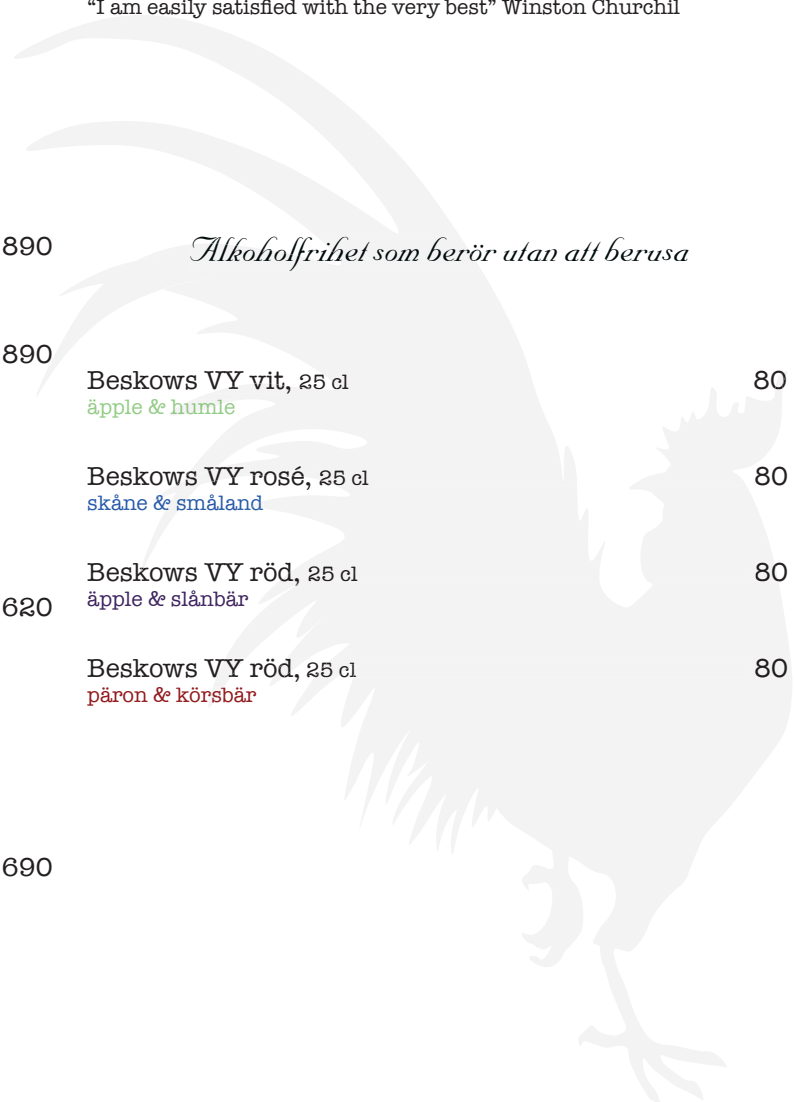 “I am easily satisfied with the very best” Winston Churchil
890
Alkoholfrihet som berör utan att berusa
890
Beskows VY vit, 25 cl 80
äpple & humle
Beskows VY rosé, 25 cl 80
skåne & småland
Beskows VY röd, 25 cl 80
äpple & slånbär
620
Beskows VY röd, 25 cl 80
päron & körsbär
690